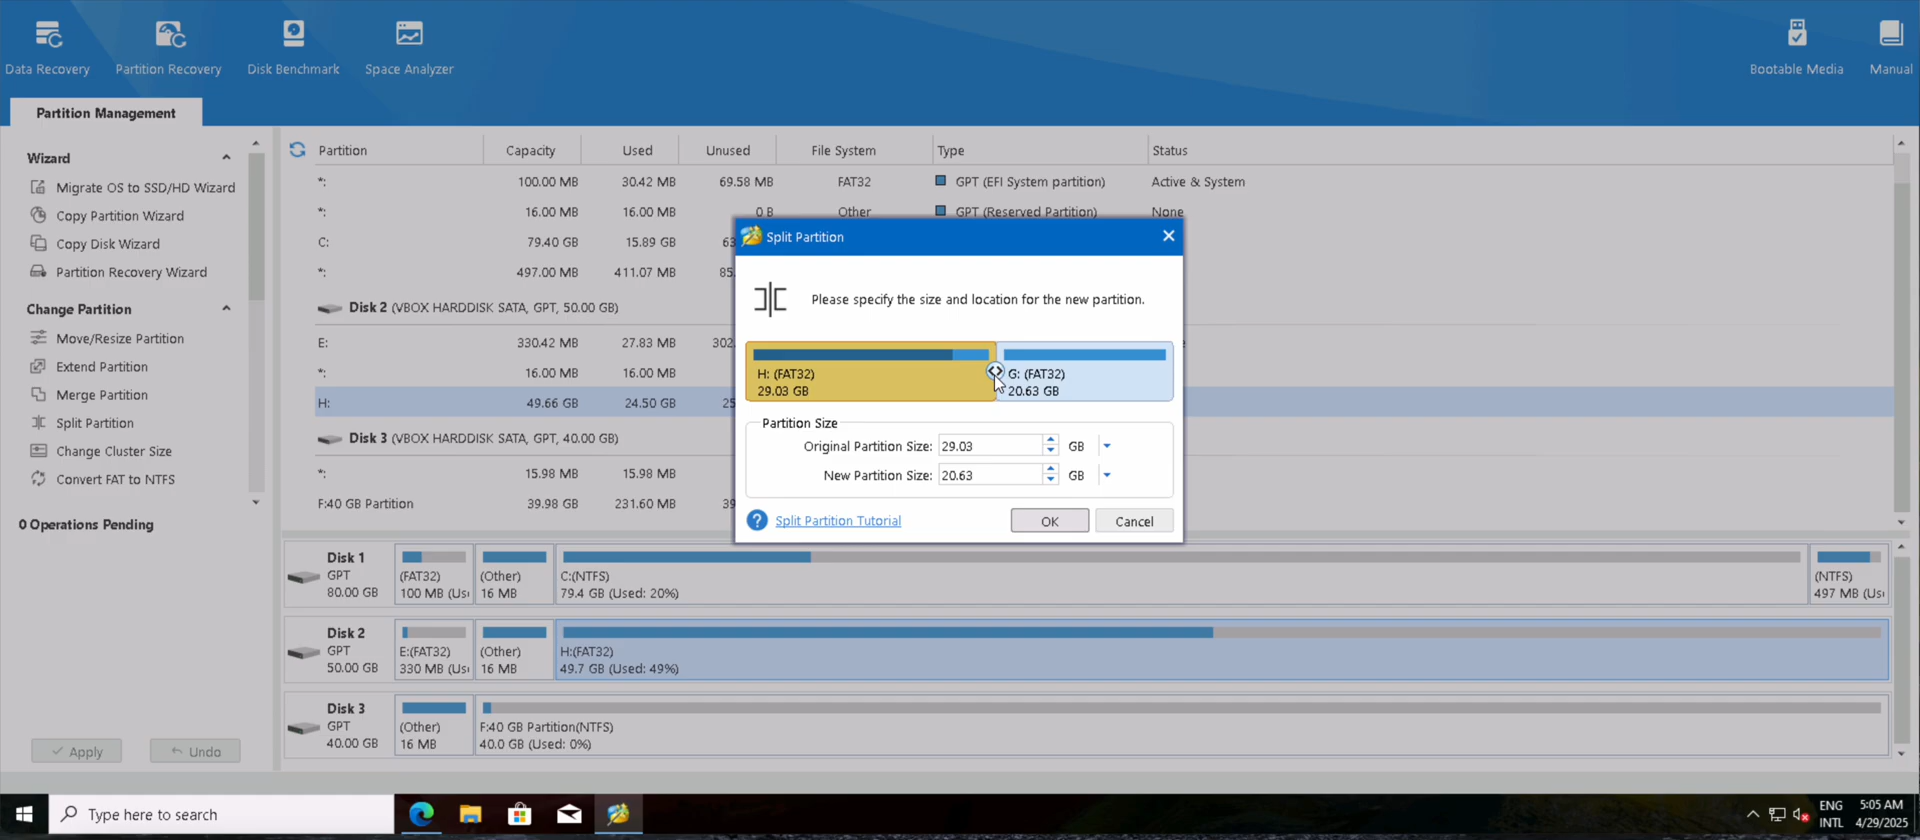 Data Recovery
Partition Recovery
Disk Benchmark
Space Analyzer
Bootable Media
Manual
Partition Management
Wizard
Migrate OS to SSD/HD Wizard
Copy Partition Wizard
Copy Disk Wizard
Partition Recovery Wizard
Change Partition
Move/Resize Partition
Extend Partition
Merge Partition
Split Partition
Change Cluster Size
Convert FAT to NTFS
0 Operations Pending
Apply
Undo
Partition Capacity Used Unused File System Type Status
*: 100.00 MB 30.42 MB 69.58 MB FAT32 GPT (EFI System partition) Active & System
*: 16.00 MB 16.00 MB 0 B Other GPT (Reserved Partition) None
C: 79.40 GB 15.89 GB 63
*: 497.00 MB 411.07 MB 85.
Disk 2 (VBOX HARDDISK SATA, GPT, 50.00 GB)
E: 330.42 MB 27.83 MB 302.
*: 16.00 MB 16.00 MB
H: 49.66 GB 24.50 GB 25
Disk 3 (VBOX HARDDISK SATA, GPT, 40.00 GB)
*: 15.98 MB 15.98 MB
F:40 GB Partition 39.98 GB 231.60 MB 39
Split Partition
Please specify the size and location for the new partition.
H: (FAT32)
29.03 GB
G: (FAT32)
20.63 GB
Partition Size
Original Partition Size: 29.03 GB
New Partition Size: 20.63 GB
? Split Partition Tutorial
OK
Cancel
Disk 1
GPT
80.00 GB
(FAT32)
100 MB (Us
(Other)
16 MB
C:(NTFS)
79.4 GB (Used: 20%)
(NTFS)
497 MB (Us
Disk 2
GPT
50.00 GB
E:(FAT32)
330 MB (Us
(Other)
16 MB
H:(FAT32)
49.7 GB (Used: 49%)
Disk 3
GPT
40.00 GB
(Other)
16 MB
F:40 GB Partition(NTFS)
40.0 GB (Used: 0%)
Type here to search
ENG
INTL
5:05 AM
4/29/2025